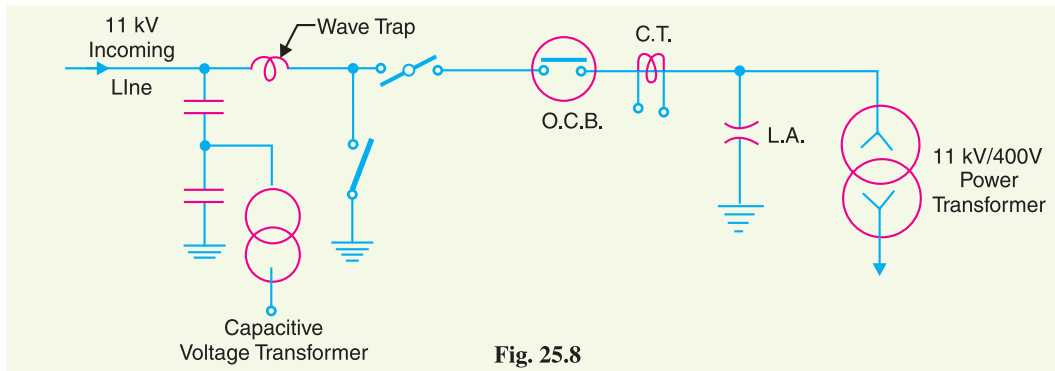 11 kV
Incoming
LIne
Wave Trap
C.T.
O.C.B.
L.A.
11 kV/400V
Power
Transformer
Capacitive
Voltage Transformer
Fig. 25.8